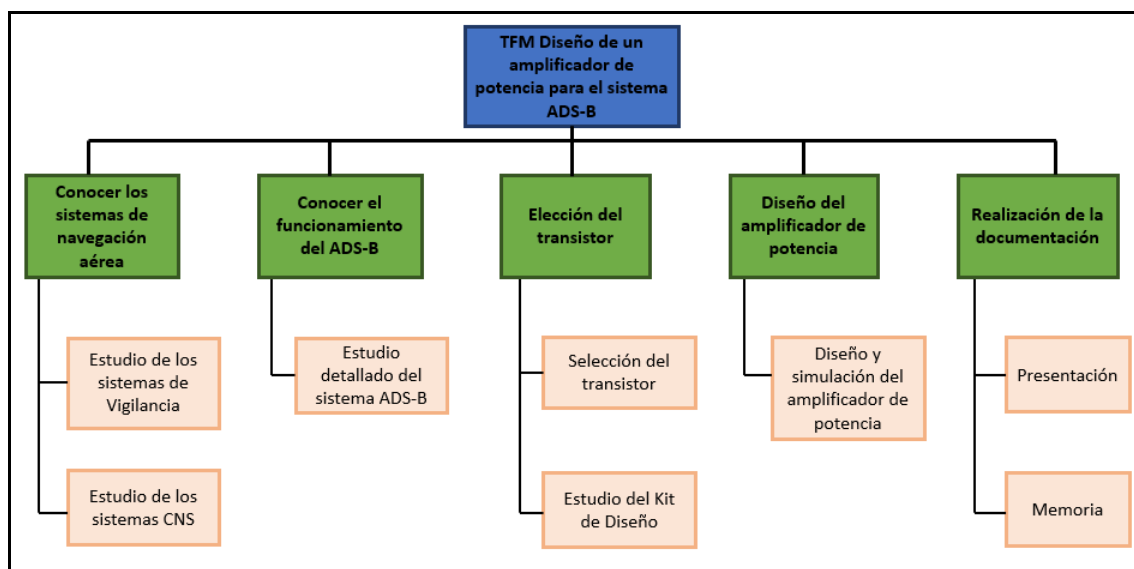 TFM Diseño de un
amplificador de
potencia para el sistema
ADS-B
Conocer los
sistemas de
navegación
aérea
Conocer el
funcionamiento
del ADS-B
Elección del
transistor
Diseño del
amplificador de
potencia
Realización de la
documentación
Estudio de los
sistemas de
Vigilancia
Estudio
detallado del
sistema ADS-B
Selección del
transistor
Diseño y
simulación del
amplificador de
potencia
Presentación
Estudio de los
sistemas CNS
Estudio del Kit
de Diseño
Memoria